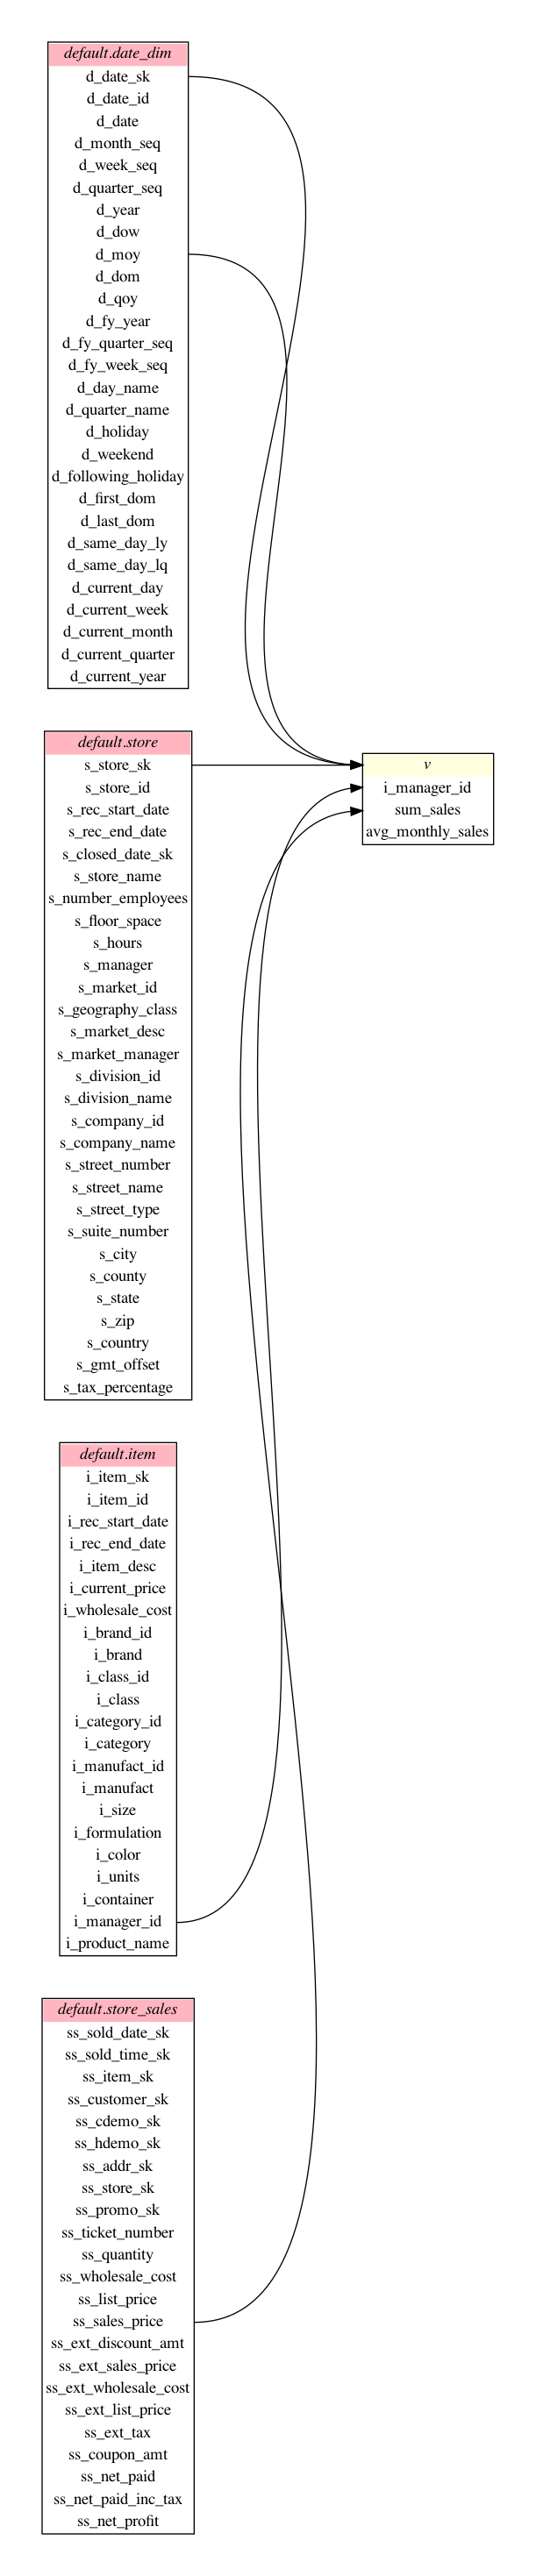 default.date_dim
d_date_sk
d_date_id
d_date
d_month_seq
d_week_seq
d_quarter_seq
d_year
d_dow
d_moy
d_dom
d_qoy
d_fy_year
d_fy_quarter_seq
d_fy_week_seq
d_day_name
d_quarter_name
d_holiday
d_weekend
d_following_holiday
d_first_dom
d_last_dom
d_same_day_ly
d_same_day_lq
d_current_day
d_current_week
d_current_month
d_current_quarter
d_current_year
default.store
s_store_sk
s_store_id
s_rec_start_date
s_rec_end_date
s_closed_date_sk
s_store_name
s_number_employees
s_floor_space
s_hours
s_manager
s_market_id
s_geography_class
s_market_desc
s_market_manager
s_division_id
s_division_name
s_company_id
s_company_name
s_street_number
s_street_name
s_street_type
s_suite_number
s_city
s_county
s_state
s_zip
s_country
s_gmt_offset
s_tax_percentage
default.item
i_item_sk
i_item_id
i_rec_start_date
i_rec_end_date
i_item_desc
i_current_price
i_wholesale_cost
i_brand_id
i_brand
i_class_id
i_class
i_category_id
i_category
i_manufact_id
i_manufact
i_size
i_formulation
i_color
i_units
i_container
i_manager_id
i_product_name
default.store_sales
ss_sold_date_sk
ss_sold_time_sk
ss_item_sk
ss_customer_sk
ss_cdemo_sk
ss_hdemo_sk
ss_addr_sk
ss_store_sk
ss_promo_sk
ss_ticket_number
ss_quantity
ss_wholesale_cost
ss_list_price
ss_sales_price
ss_ext_discount_amt
ss_ext_sales_price
ss_ext_wholesale_cost
ss_ext_list_price
ss_ext_tax
ss_coupon_amt
ss_net_paid
ss_net_paid_inc_tax
ss_net_profit
v
i_manager_id
sum_sales
avg_monthly_sales